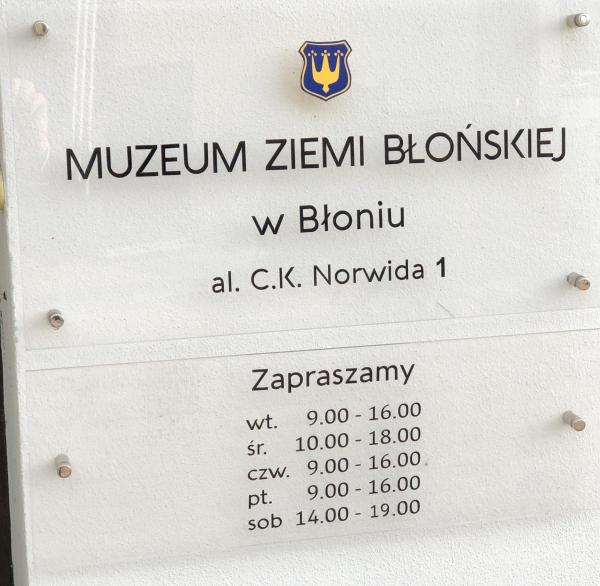 MUZEUM ZIEMI BŁOŃSKIEJ
w Błoniu
al. C.K. Norwida 1
Zapraszamy
wt. 9.00 - 16.00
śr. 10.00 - 18.00
czw. 9.00 - 16.00
pt. 9.00 - 16.00
sob 14.00 - 19.00